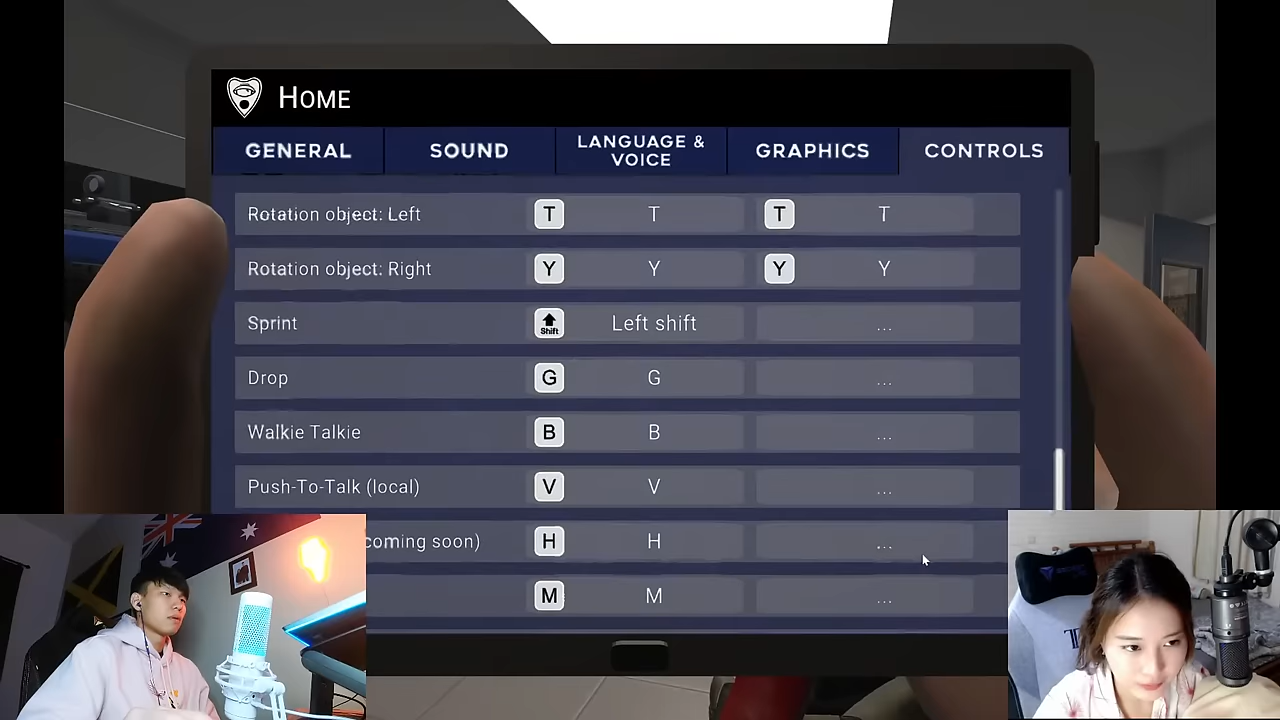 HOME
GENERAL
SOUND
LANGUAGE &
VOICE
GRAPHICS
CONTROLS
Rotation object: Left T T T T
Rotation object: Right Y Y Y Y
Sprint Shift Left shift ...
Drop G G ...
Walkie Talkie B B ...
Push-To-Talk (local) V V ...
coming soon) H H ...
M M ...